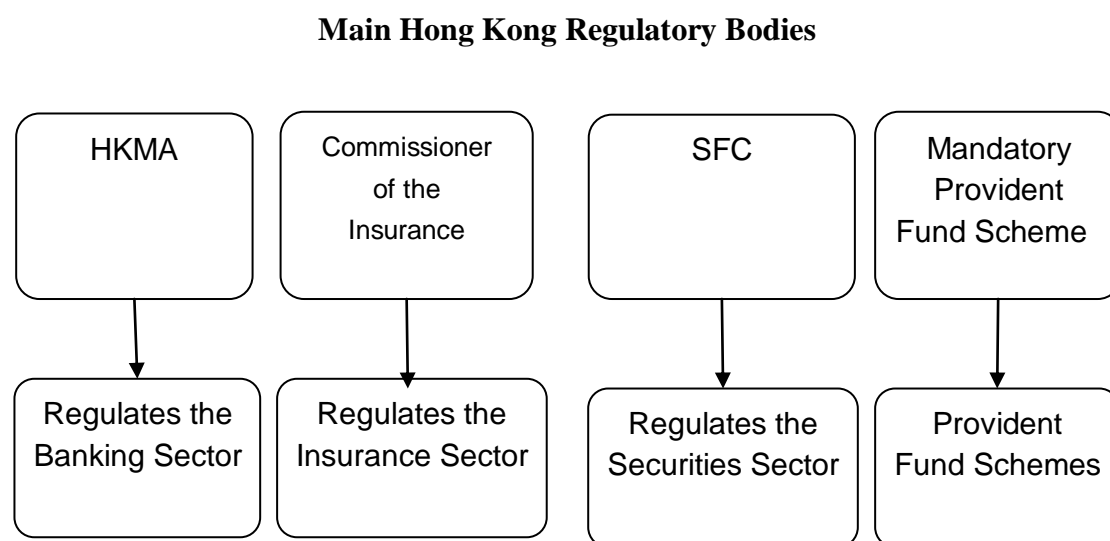 Main Hong Kong Regulatory Bodies
HKMA
Commissioner
of the
Insurance
SFC
Mandatory
Provident
Fund Scheme
Regulates the
Banking Sector
Regulates the
Insurance Sector
Regulates the
Securities Sector
Provident
Fund Schemes